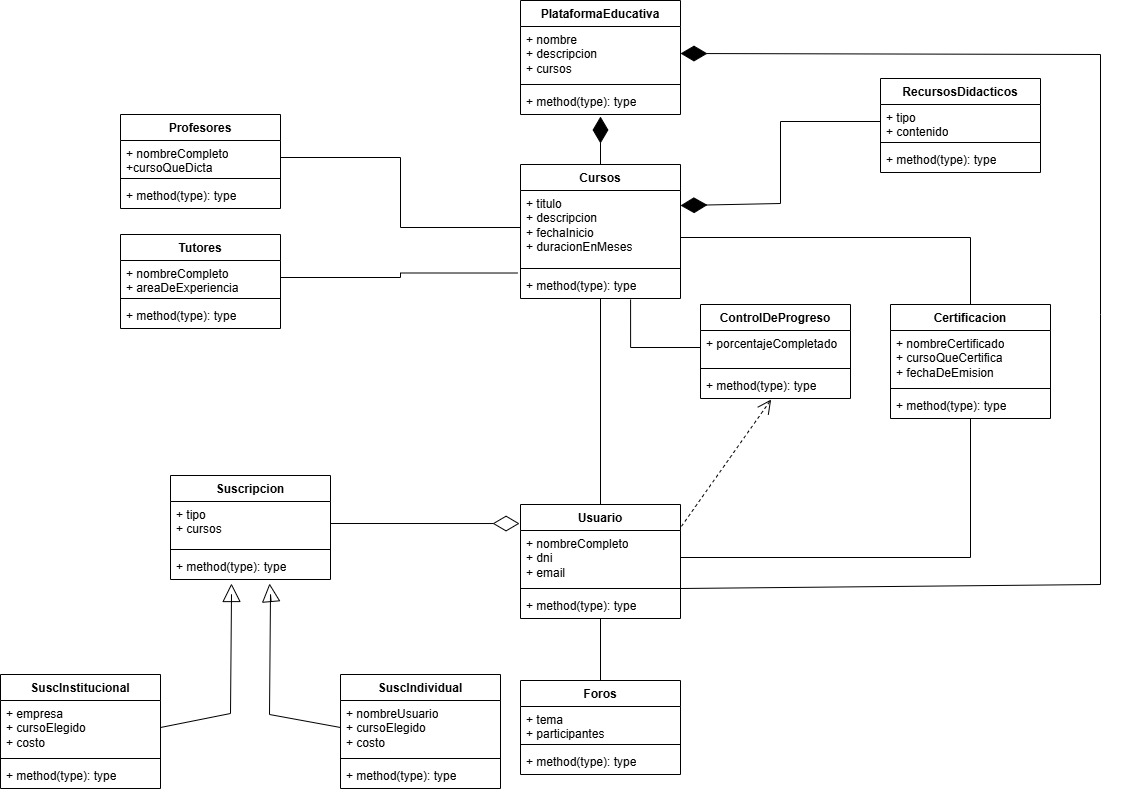 PlataformaEducativa
+ nombre
+ descripcion
+ cursos
+ method(type): type
RecursosDidacticos
+ tipo
+ contenido
+ method(type): type
Profesores
+ nombreCompleto
+cursoQueDicta
+ method(type): type
Cursos
+ titulo
+ descripcion
+ fechaInicio
+ duracionEnMeses
+ method(type): type
Tutores
+ nombreCompleto
+ areaDeExperiencia
+ method(type): type
ControlDeProgreso
+ porcentajeCompletado
+ method(type): type
Certificacion
+ nombreCertificado
+ cursoQueCertifica
+ fechaDeEmision
+ method(type): type
Suscripcion
+ tipo
+ cursos
+ method(type): type
Usuario
+ nombreCompleto
+ dni
+ email
+ method(type): type
SuscInstitucional
+ empresa
+ cursoElegido
+ costo
+ method(type): type
SuscIndividual
+ nombreUsuario
+ cursoElegido
+ costo
+ method(type): type
Foros
+ tema
+ participantes
+ method(type): type